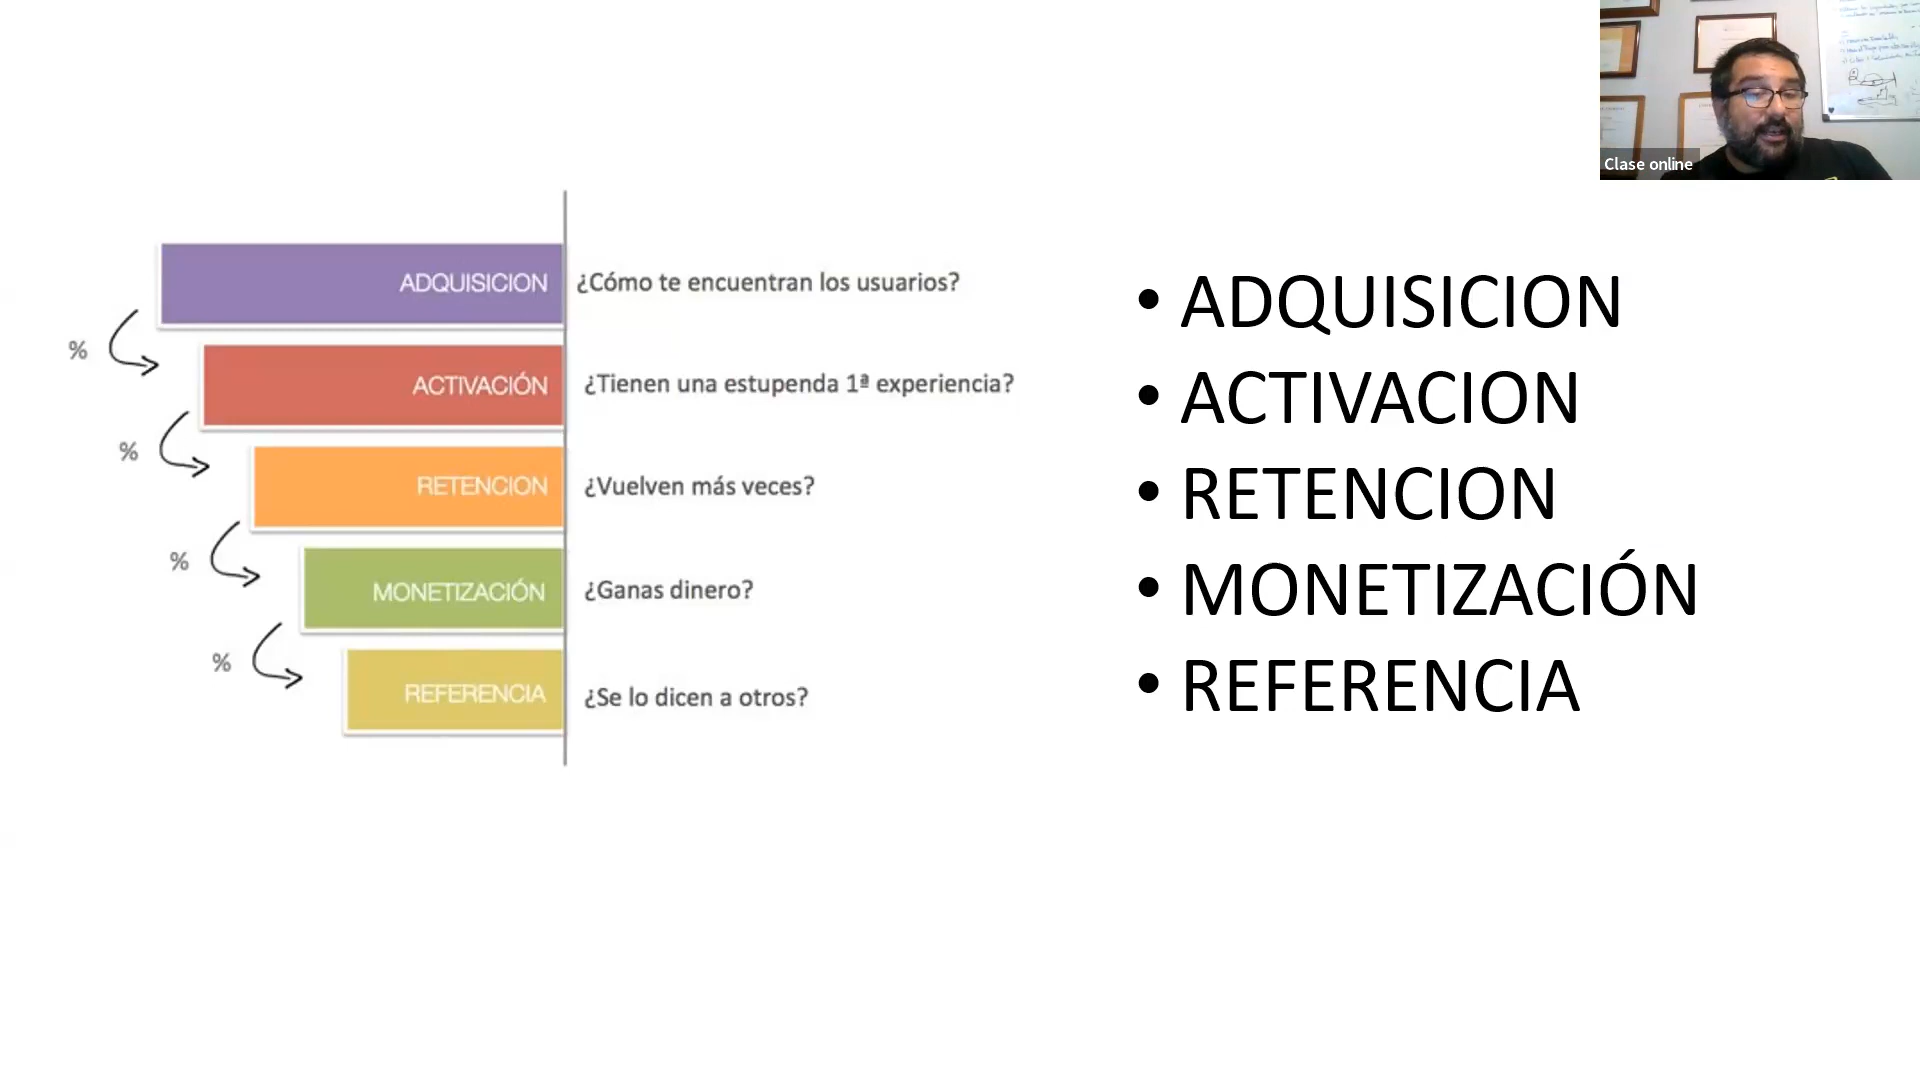 Clase online
ADQUISICION ¿Cómo te encuentran los usuarios?
%
ACTIVACIÓN ¿Tienen una estupenda 1ª experiencia?
%
RETENCION ¿Vuelven más veces?
%
MONETIZACIÓN ¿Ganas dinero?
%
REFERENCIA ¿Se lo dicen a otros?
• ADQUISICION
• ACTIVACION
• RETENCION
• MONETIZACIÓN
• REFERENCIA